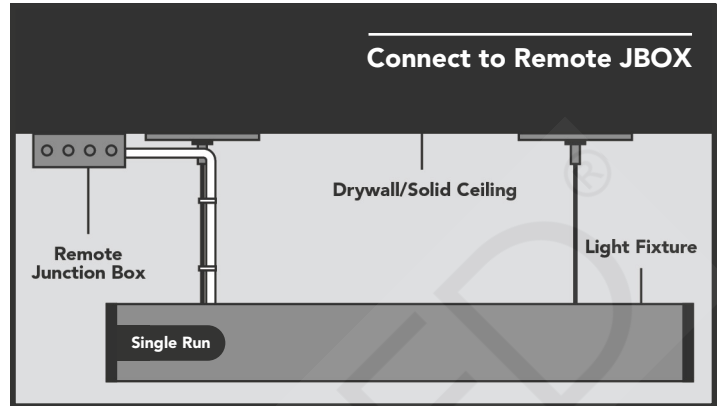 Connect to Remote JBOX
Drywall/Solid Ceiling
Remote
Junction Box
Light Fixture
Single Run
®